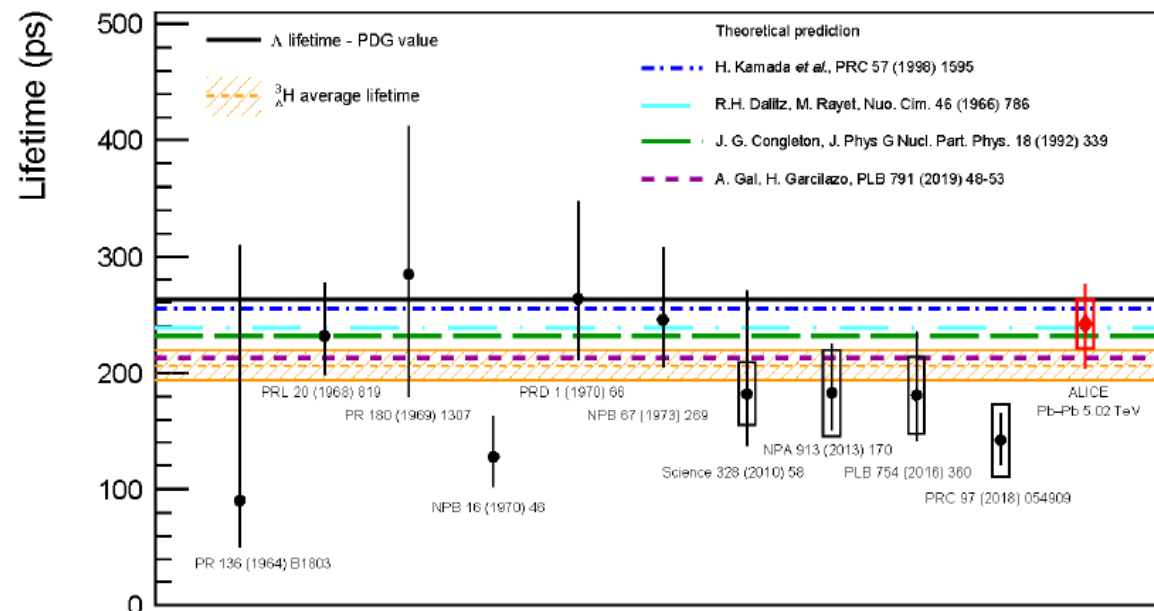 Lifetime (ps)
500
400
300
200
100
0
Λ lifetime - PDG value
³ΛH average lifetime
Theoretical prediction
H. Kamada et al., PRC 57 (1998) 1595
R.H. Dalitz, M. Rayet, Nuo. Cim. 46 (1966) 786
J. G. Congleton, J. Phys G Nucl. Part. Phys. 18 (1992) 339
A. Gal, H. Garcilazo, PLB 791 (2019) 48-53
PR 136 (1964) B1803
PRL 20 (1968) 819
PR 180 (1969) 1307
NPB 16 (1970) 46
PRD 1 (1970) 66
NPB 67 (1973) 269
Science 328 (2010) 58
NPA 913 (2013) 170
PLB 754 (2016) 360
PRC 97 (2018) 054909
ALICE
Pb–Pb 5.02 TeV